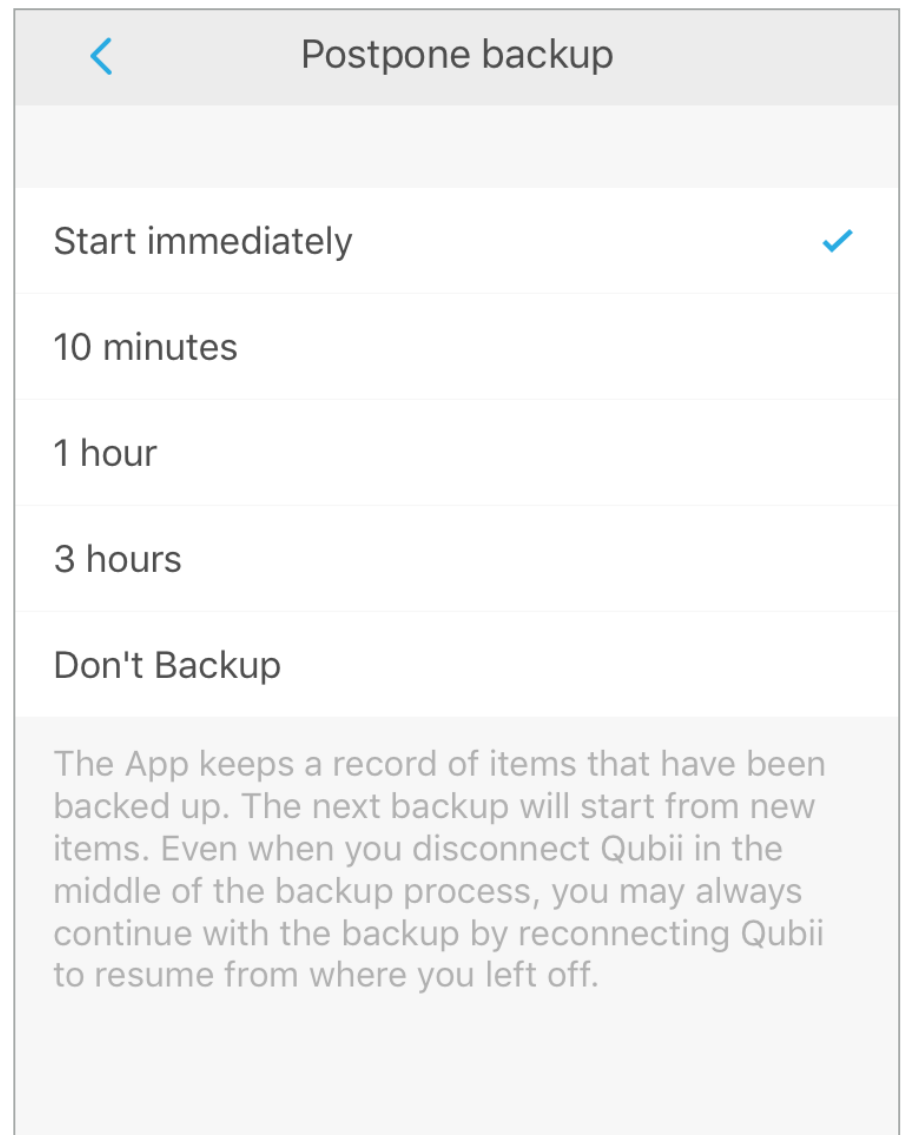 Postpone backup
Start immediately
10 minutes
1 hour
3 hours
Don't Backup
The App keeps a record of items that have been
backed up. The next backup will start from new
items. Even when you disconnect Qubii in the
middle of the backup process, you may always
continue with the backup by reconnecting Qubii
to resume from where you left off.